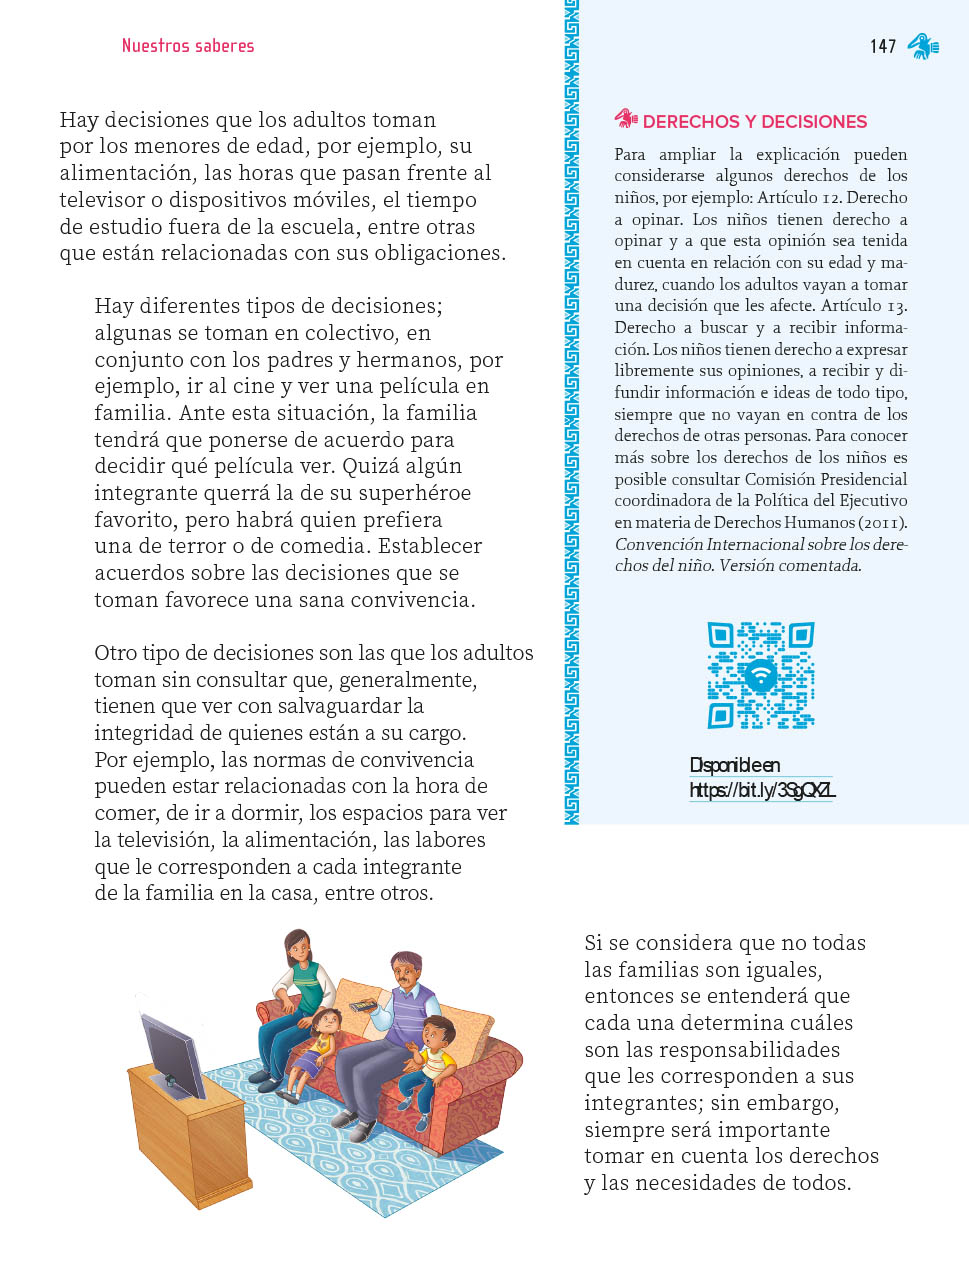 Nuestros saberes
147
Hay decisiones que los adultos toman
por los menores de edad, por ejemplo, su
alimentación, las horas que pasan frente al
televisor o dispositivos móviles, el tiempo
de estudio fuera de la escuela, entre otras
que están relacionadas con sus obligaciones.
Hay diferentes tipos de decisiones;
algunas se toman en colectivo, en
conjunto con los padres y hermanos, por
ejemplo, ir al cine y ver una película en
familia. Ante esta situación, la familia
tendrá que ponerse de acuerdo para
decidir qué película ver. Quizá algún
integrante querrá la de su superhéroe
favorito, pero habrá quien prefiera
una de terror o de comedia. Establecer
acuerdos sobre las decisiones que se
toman favorece una sana convivencia.
Otro tipo de decisiones son las que los adultos
toman sin consultar que, generalmente,
tienen que ver con salvaguardar la
integridad de quienes están a su cargo.
Por ejemplo, las normas de convivencia
pueden estar relacionadas con la hora de
comer, de ir a dormir, los espacios para ver
la televisión, la alimentación, las labores
que le corresponden a cada integrante
de la familia en la casa, entre otros.
DERECHOS Y DECISIONES
Para ampliar la explicación pueden
considerarse algunos derechos de los
niños, por ejemplo: Artículo 12. Derecho
a opinar. Los niños tienen derecho a
opinar y a que esta opinión sea tenida
en cuenta en relación con su edad y ma-
durez, cuando los adultos vayan a tomar
una decisión que les afecte. Artículo 13.
Derecho a buscar y a recibir informa-
ción. Los niños tienen derecho a expresar
libremente sus opiniones, a recibir y di-
fundir información e ideas de todo tipo,
siempre que no vayan en contra de los
derechos de otras personas. Para conocer
más sobre los derechos de los niños es
posible consultar Comisión Presidencial
coordinadora de la Política del Ejecutivo
en materia de Derechos Humanos (2011).
Convención Internacional sobre los dere-
chos del niño. Versión comentada.
Disponible en
https://bit.ly/3SgQXZL
Si se considera que no todas
las familias son iguales,
entonces se entenderá que
cada una determina cuáles
son las responsabilidades
que les corresponden a sus
integrantes; sin embargo,
siempre será importante
tomar en cuenta los derechos
y las necesidades de todos.